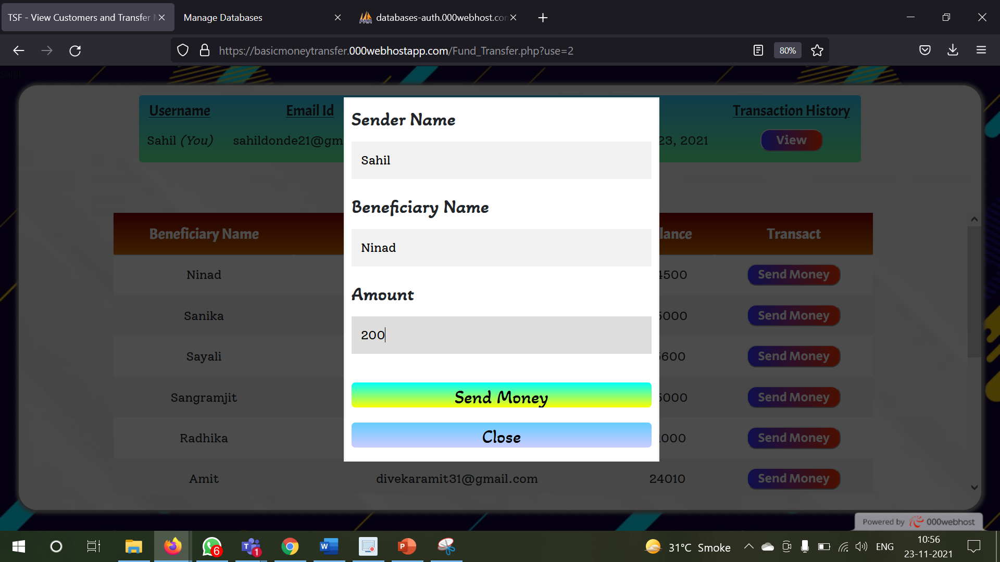 TSF - View Customers and Transfer
Manage Databases
databases-auth.000webhost.com
https://basicmoneytransfer.000webhostapp.com/Fund_Transfer.php?use=2
80%
Sahil
Username
Email Id
Transaction History
Sahil (You)
sahildonde21@gm
23, 2021
View
Sender Name
Sahil
Beneficiary Name
Ninad
Amount
200
Send Money
Close
Beneficiary Name
lance
Transact
Ninad
4500
Send Money
Sanika
5000
Send Money
Sayali
5600
Send Money
Sangramjit
5000
Send Money
Radhika
000
Send Money
Amit
divekaramit31@gmail.com
24010
Send Money
Powered by 000webhost
6
1
31°C Smoke
ENG
10:56
23-11-2021